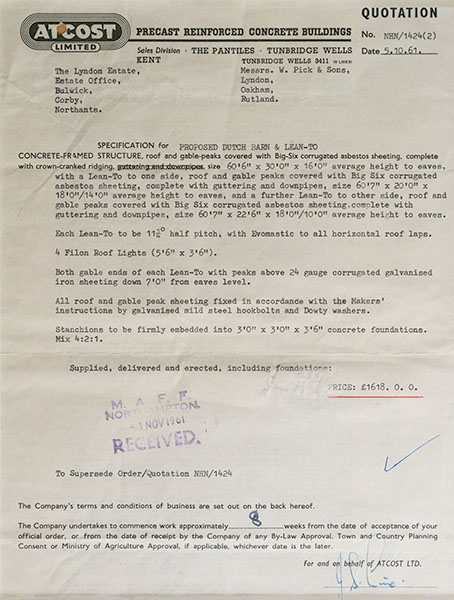 QUOTATION
ATCOST LIMITED
PRECAST REINFORCED CONCRETE BUILDINGS
No. NHN/1424(2)
Sales Division · THE PANTILES · TUNBRIDGE WELLS
KENT TUNBRIDGE WELLS 3411
Date 5.10.61.
The Lyndon Estate,
Estate Office,
Bulwick,
Corby,
Northants.
Messrs. W. Pick & Sons,
Lyndon,
Oakham,
Rutland.
SPECIFICATION for PROPOSED DUTCH BARN & LEAN-TO
CONCRETE-FRAMED STRUCTURE, roof and gable-peaks covered with Big-Six corrugated asbestos sheeting, complete
with crown-cranked ridging, guttering and downpipes, size 60'6" x 30'0" x 16'0" average height to eaves,
with a Lean-To to one side, roof and gable peaks covered with Big Six corrugated
asbestos sheeting, complete with guttering and downpipes, size 60'7" x 20'0" x
18'0"/14'0" average height to eaves, and a further Lean-To to other side, roof and
gable peaks covered with Big Six corrugated asbestos sheeting.complete with
guttering and downpipes, size 60'7" x 22'6" x 18'0"/10'0" average height to eaves.
Each Lean-To to be 11½° half pitch, with Evomastic to all horizontal roof laps.
4 Filon Roof Lights (5'6" x 3'6").
Both gable ends of each Lean-To with peaks above 24 gauge corrugated galvanised
iron sheeting down 7'0" from eaves level.
All roof and gable peak sheeting fixed in accordance with the Makers'
instructions by galvanised mild steel hookbolts and Dowty washers.
Stanchions to be firmly embedded into 3'0" x 3'0" x 3'6" concrete foundations.
Mix 4:2:1.
Supplied, delivered and erected, including foundations:
PRICE: £1618. 0. 0.
M. A. F. F.
NORTHAMPTON.
-1 NOV 1961
RECEIVED.
To Supersede Order/Quotation NHN/1424
The Company's terms and conditions of business are set out on the back hereof.
The Company undertakes to commence work approximately 8 weeks from the date of acceptance of your
official order, or from the date of receipt by the Company of any By-Law Approval, Town and Country Planning
Consent or Ministry of Agriculture Approval, if applicable, whichever date is the later.
For and on behalf of ATCOST LTD.